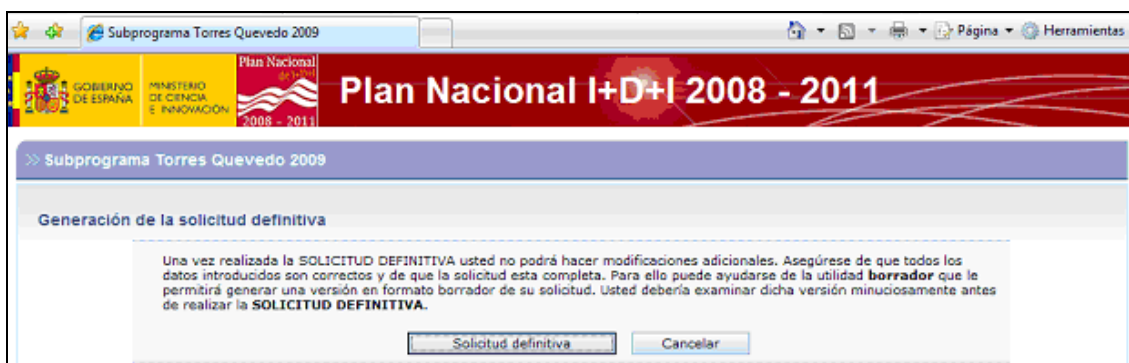 Subprograma Torres Quevedo 2009
Página
Herramientas
GOBIERNO
DE ESPAÑA
MINISTERIO
DE CIENCIA
E INNOVACIÓN
Plan Nacional
de I+D+I
2008 - 2011
Plan Nacional I+D+I 2008 - 2011
>> Subprograma Torres Quevedo 2009
Generación de la solicitud definitiva
Una vez realizada la SOLICITUD DEFINITIVA usted no podrá hacer modificaciones adicionales. Asegúrese de que todos los
datos introducidos son correctos y de que la solicitud esta completa. Para ello puede ayudarse de la utilidad borrador que le
permitirá generar una versión en formato borrador de su solicitud. Usted debería examinar dicha versión minuciosamente antes
de realizar la SOLICITUD DEFINITIVA.
Solicitud definitiva
Cancelar